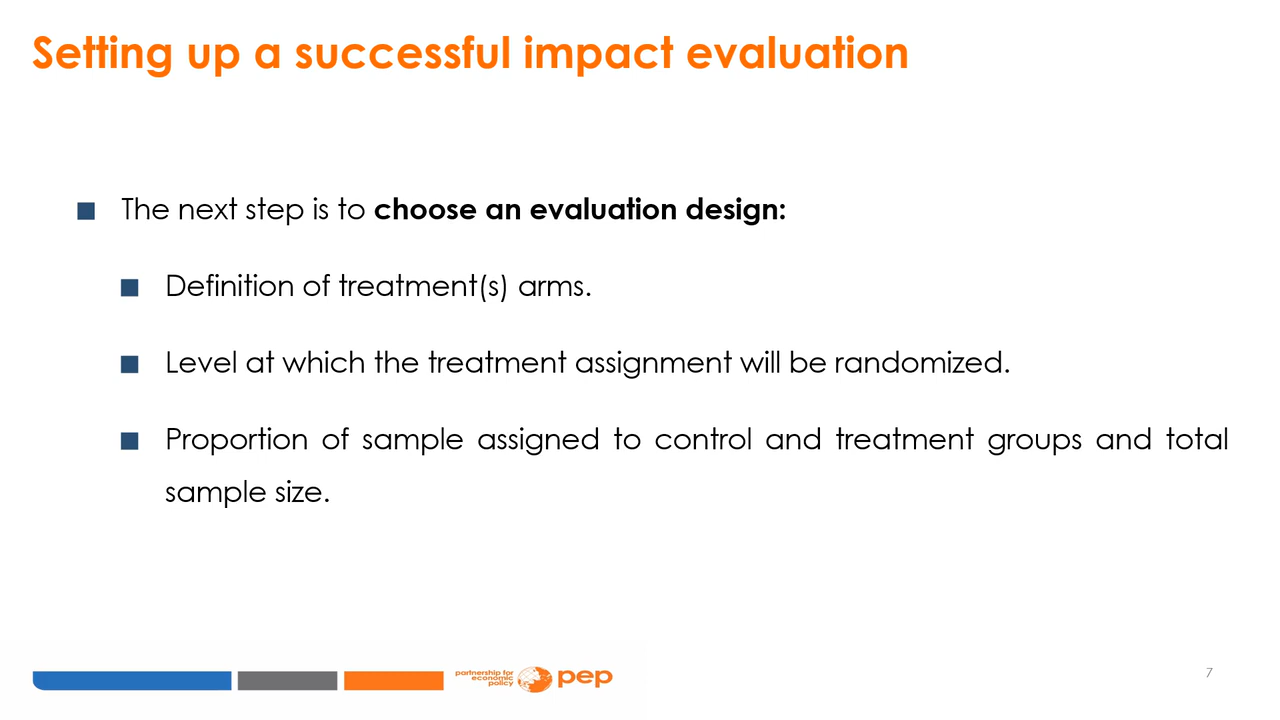 Setting up a successful impact evaluation
The next step is to choose an evaluation design:
Definition of treatment(s) arms.
Level at which the treatment assignment will be randomized.
Proportion of sample assigned to control and treatment groups and total
sample size.
partnership for
economic
policy
pep
7